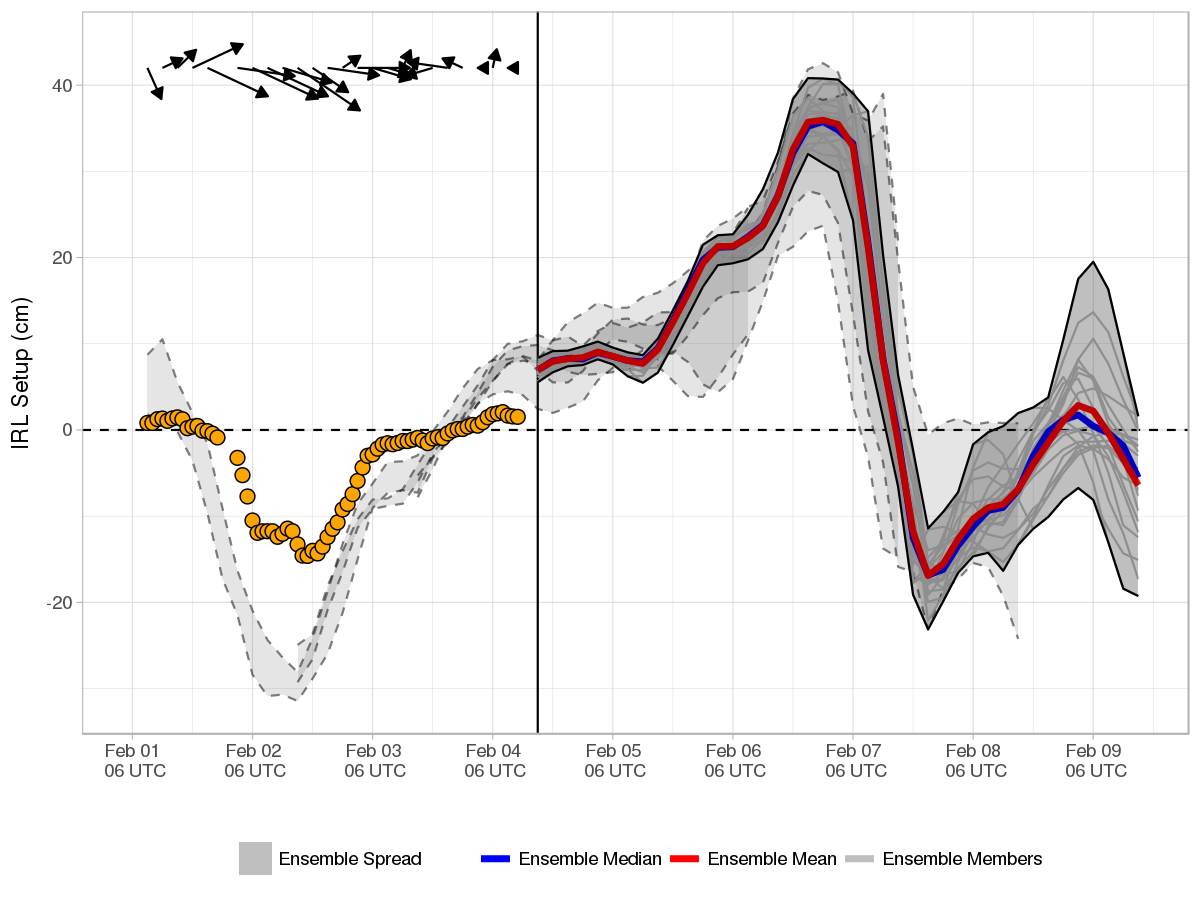 IRL Setup (cm)
40
20
0
-20
Feb 01 Feb 02 Feb 03 Feb 04 Feb 05 Feb 06 Feb 07 Feb 08 Feb 09
06 UTC 06 UTC 06 UTC 06 UTC 06 UTC 06 UTC 06 UTC 06 UTC 06 UTC
Ensemble Spread Ensemble Median Ensemble Mean Ensemble Members